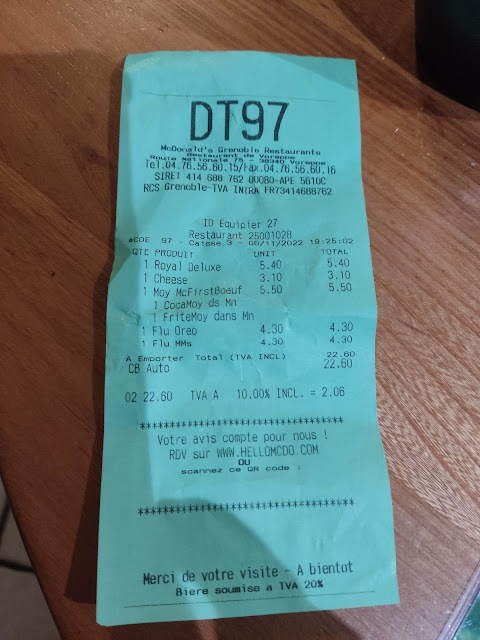 DT97
McDonald's Grenoble Restaurants
Restaurant de Voreppe
Route Nationale 75 - 38340 Voreppe
Tel.04.76.56.60.15/Fax.04.76.56.60.16
SIRET 414 688 762 00080-APE 5610C
RCS Grenoble-TVA INTRA FR73414688762
ID Equipier 27
Restaurant 25001028
#CDE 97 - Caisse 3 - 06/11/2022 19:25:02
QTE PRODUIT UNIT TOTAL
1 Royal Deluxe 5.40 5.40
1 Cheese 3.10 3.10
1 Moy McFirstBoeuf 5.50 5.50
1 CocaMoy ds Mn
1 FriteMoy dans Mn
1 Flu Oreo 4.30 4.30
1 Flu MMs 4.30 4.30
A Emporter Total (TVA INCL) 22.60
CB Auto 22.60
02 22.60 TVA A 10.00% INCL. = 2.06
***********************************
Votre avis compte pour nous !
RDV sur WWW.HELLOMCDO.COM
OU
scannez ce QR code :
***********************************
Merci de votre visite - A bientot
Biere soumise a TVA 20%